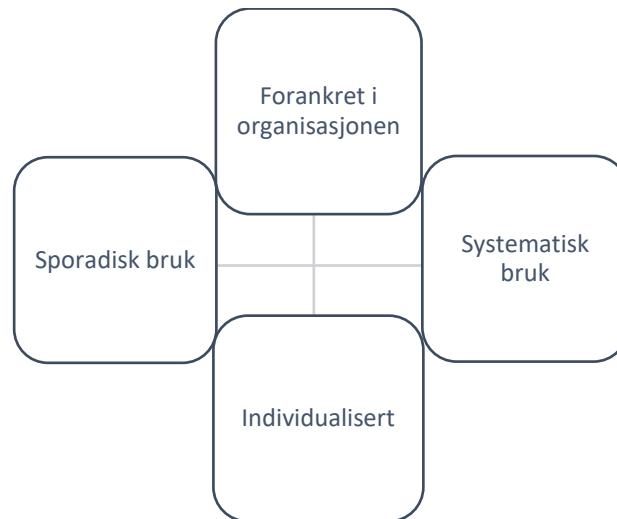 Forankret i
organisasjonen
Sporadisk bruk
Systematisk
bruk
Individualisert